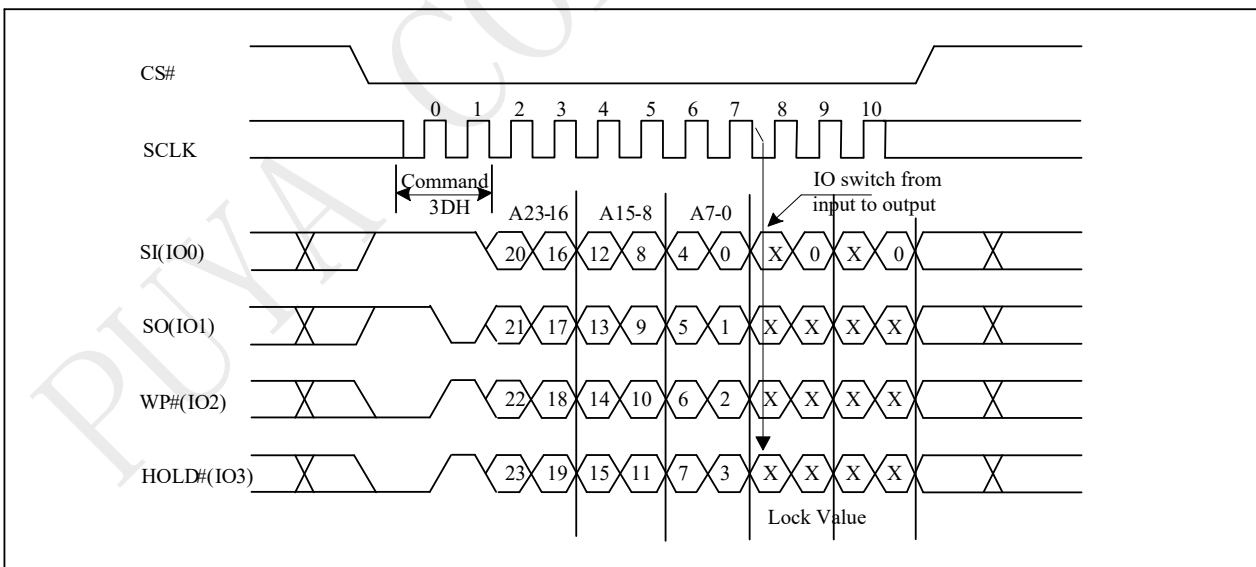 PUYA CO
CS#
0 1 2 3 4 5 6 7 8 9 10
SCLK
Command
3DH
IO switch from
input to output
A23-16 A15-8 A7-0
SI(IO0) 20 16 12 8 4 0 X 0 X 0
SO(IO1) 21 17 13 9 5 1 X X X X
WP#(IO2) 22 18 14 10 6 2 X X X X
HOLD#(IO3) 23 19 15 11 7 3 X X X X
Lock Value